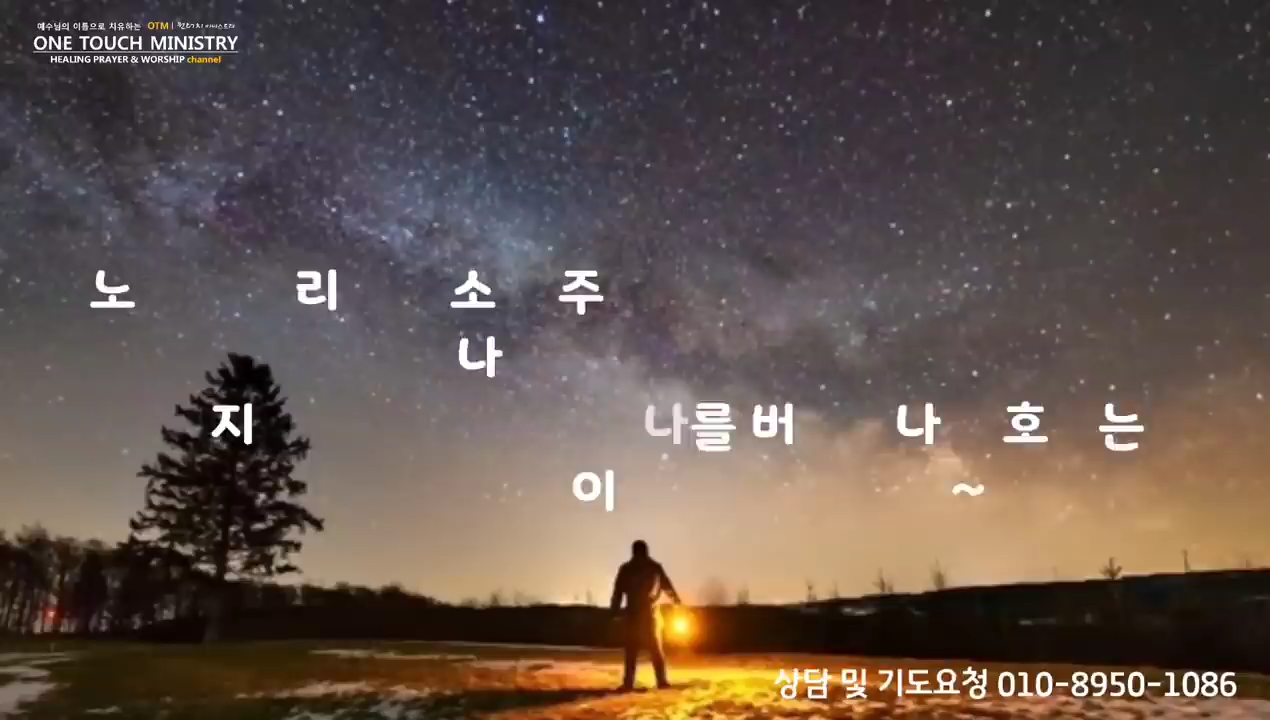 예수님의 이름으로 치유하는 OTM |
ONE TOUCH MINISTRY
HEALING PRAYER & WORSHIP channel
노 리 소 주
나
지 나를 버 나 호 는
이 ~
상담 및 기도요청 010-8950-1086